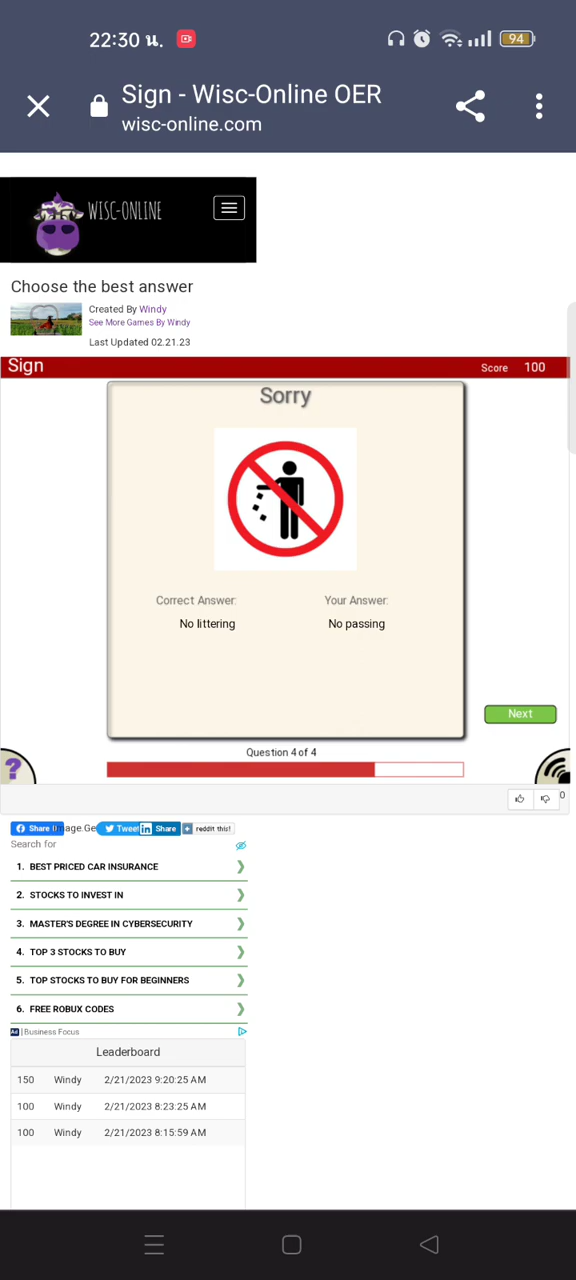 22:30 น.
94
Sign - Wisc-Online OER
wisc-online.com
WISC-ONLINE
Choose the best answer
Created By Windy
See More Games By Windy
Last Updated 02.21.23
Sign
Score 100
Sorry
Correct Answer:
Your Answer:
No littering
No passing
Next
Question 4 of 4
?
0
Share
Image.Ge
Tweet
in Share
reddit this!
Search for
1. BEST PRICED CAR INSURANCE
2. STOCKS TO INVEST IN
3. MASTER'S DEGREE IN CYBERSECURITY
4. TOP 3 STOCKS TO BUY
5. TOP STOCKS TO BUY FOR BEGINNERS
6. FREE ROBUX CODES
Ad | Business Focus
Leaderboard
150 Windy 2/21/2023 9:20:25 AM
100 Windy 2/21/2023 8:23:25 AM
100 Windy 2/21/2023 8:15:59 AM